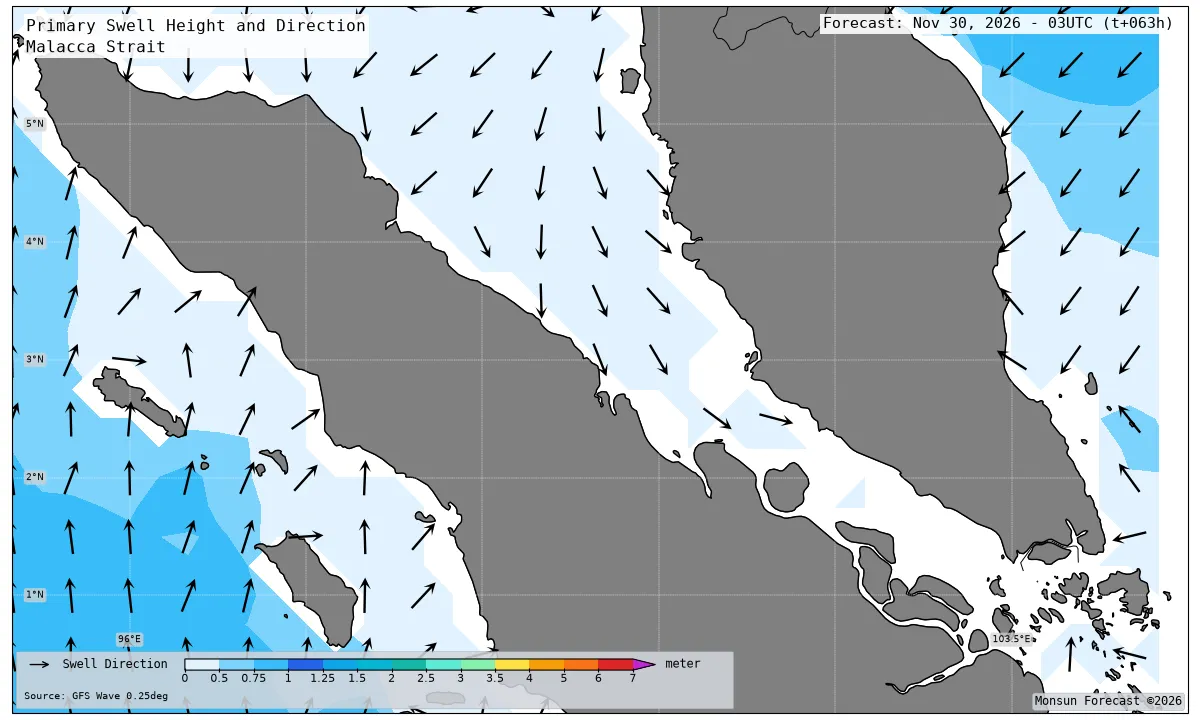 Primary Swell Height and Direction
Malacca Strait
Forecast: Nov 30, 2026 - 03UTC (t+063h)
5°N
4°N
3°N
2°N
1°N
96°E
103.5°E
Swell Direction
0 0.5 0.75 1 1.25 1.5 2 2.5 3 3.5 4 5 6 7
meter
Source: GFS Wave 0.25deg
Monsun Forecast ©2026